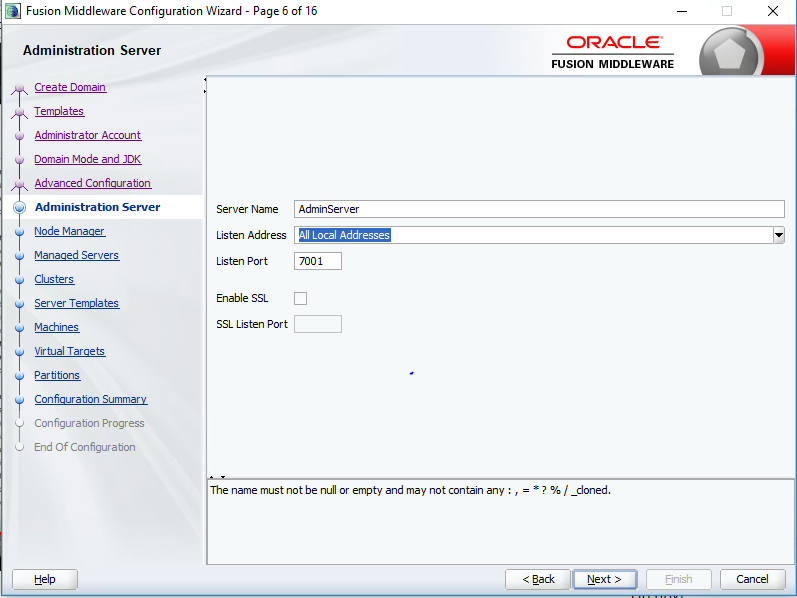 Fusion Middleware Configuration Wizard - Page 6 of 16
Administration Server
ORACLE
FUSION MIDDLEWARE
Create Domain
Templates
Administrator Account
Domain Mode and JDK
Advanced Configuration
Administration Server
Node Manager
Managed Servers
Clusters
Server Templates
Machines
Virtual Targets
Partitions
Configuration Summary
Configuration Progress
End Of Configuration
Server Name AdminServer
Listen Address All Local Addresses
Listen Port 7001
Enable SSL
SSL Listen Port
The name must not be null or empty and may not contain any : , = * ? % / _cloned.
Help < Back Next > Finish Cancel